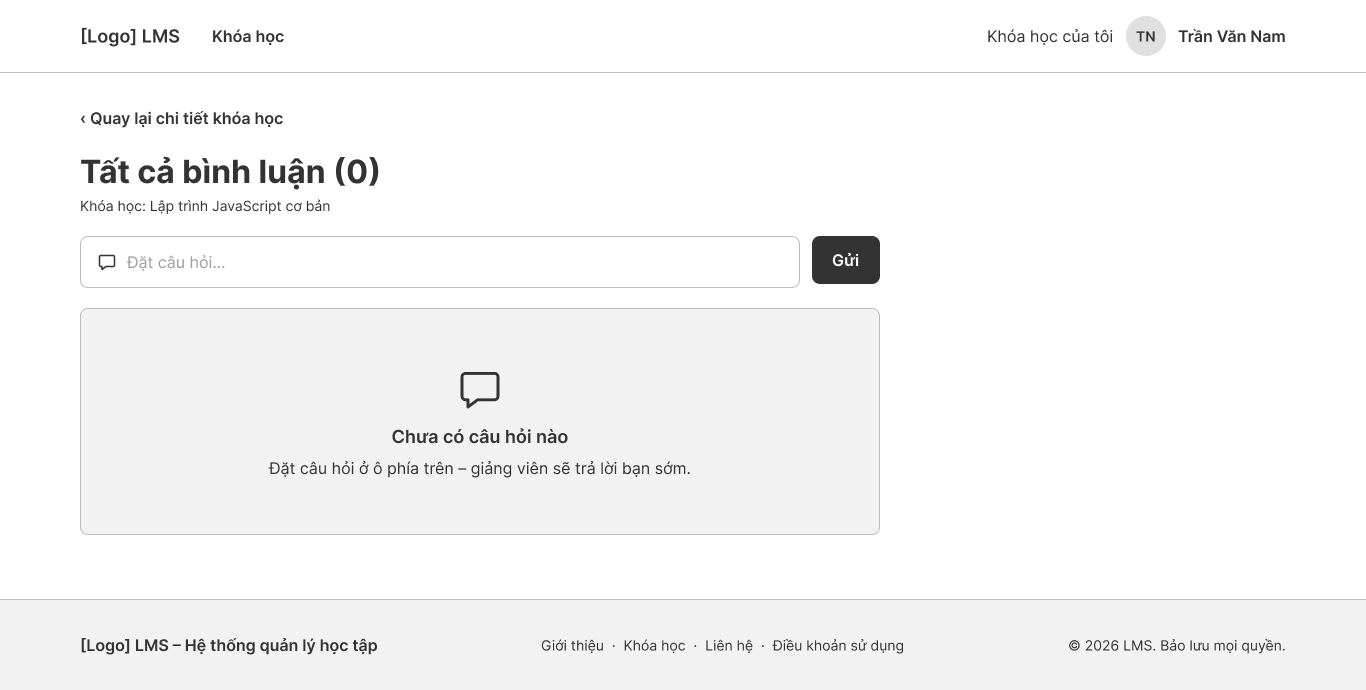 [Logo] LMS
Khóa học
Khóa học của tôi
TN
Trần Văn Nam
‹ Quay lại chi tiết khóa học
Tất cả bình luận (0)
Khóa học: Lập trình JavaScript cơ bản
Đặt câu hỏi...
Gửi
Chưa có câu hỏi nào
Đặt câu hỏi ở ô phía trên – giảng viên sẽ trả lời bạn sớm.
[Logo] LMS – Hệ thống quản lý học tập
Giới thiệu · Khóa học · Liên hệ · Điều khoản sử dụng
© 2026 LMS. Bảo lưu mọi quyền.